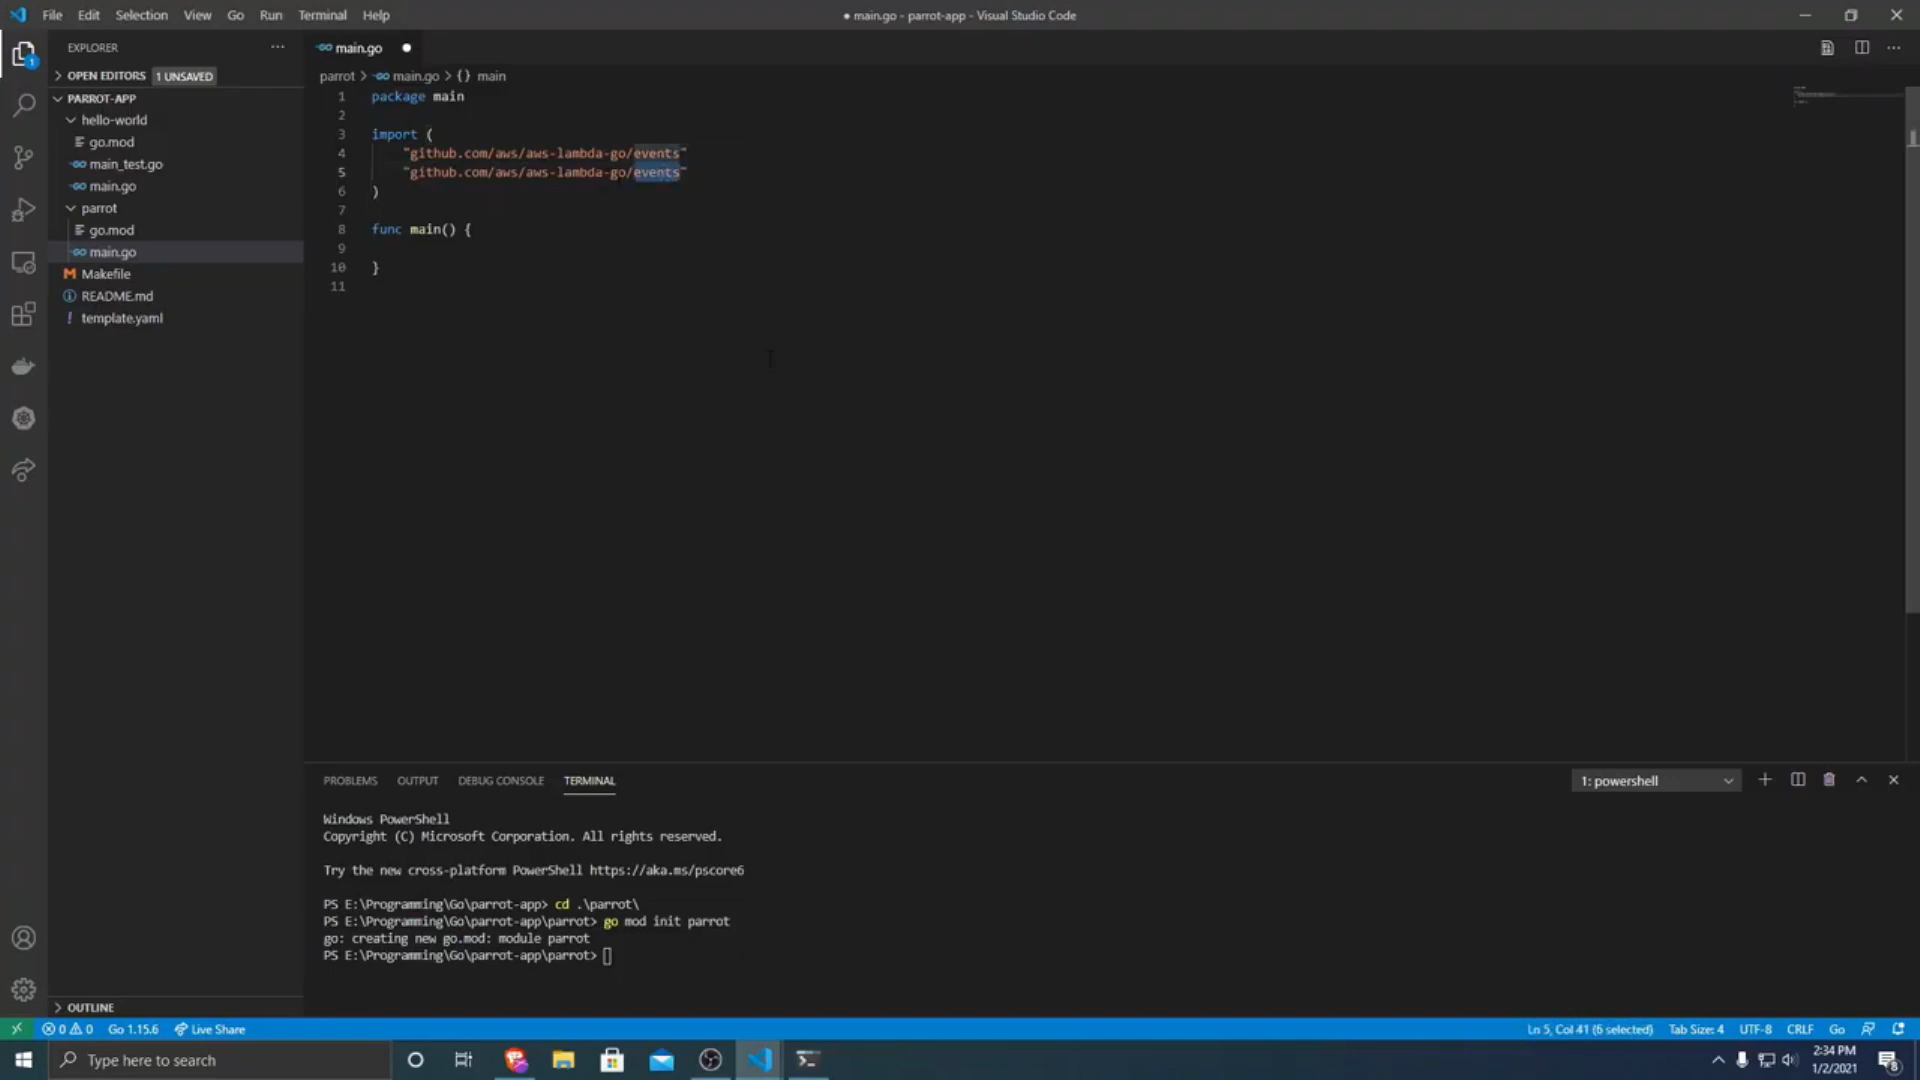 File Edit Selection View Go Run Terminal Help
● main.go - parrot-app - Visual Studio Code
EXPLORER
OPEN EDITORS 1 UNSAVED
PARROT-APP
hello-world
go.mod
main_test.go
main.go
parrot
go.mod
main.go
Makefile
README.md
template.yaml
OUTLINE
1
main.go
parrot > main.go > {} main
1 package main
2
3 import (
4 "github.com/aws/aws-lambda-go/events"
5 "github.com/aws/aws-lambda-go/events"
6 )
7
8 func main() {
9
10 }
11
PROBLEMS OUTPUT DEBUG CONSOLE TERMINAL
1: powershell
Windows PowerShell
Copyright (C) Microsoft Corporation. All rights reserved.
Try the new cross-platform PowerShell https://aka.ms/pscore6
PS E:\Programming\Go\parrot-app> cd .\parrot\
PS E:\Programming\Go\parrot-app\parrot> go mod init parrot
go: creating new go.mod: module parrot
PS E:\Programming\Go\parrot-app\parrot>
0 0 Go 1.15.6 Live Share
Ln 5, Col 41 (6 selected) Tab Size: 4 UTF-8 CRLF Go
Type here to search
2:34 PM
1/2/2021
8